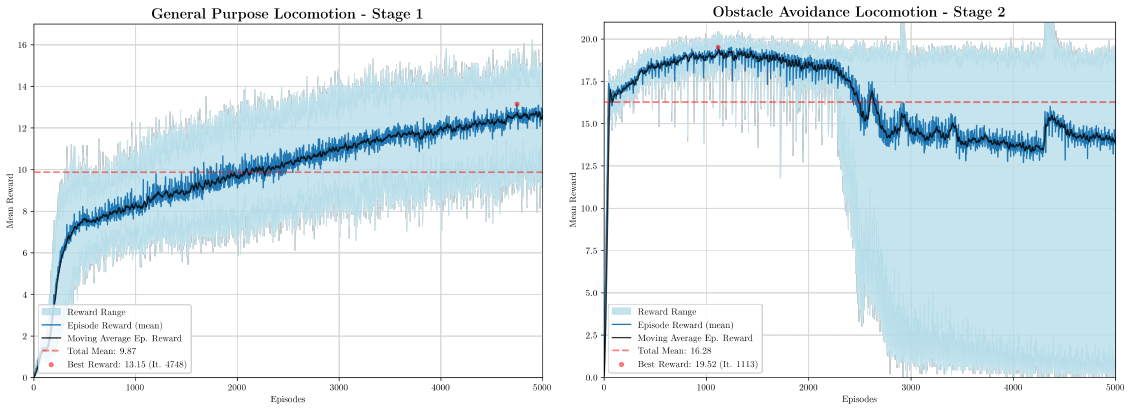 General Purpose Locomotion - Stage 1
16
14
12
10
8
6
4
2
0
Mean Reward
Reward Range
Episode Reward (mean)
Moving Average Ep. Reward
Total Mean: 9.87
Best Reward: 13.15 (It. 4748)
0 1000 2000 3000 4000 5000
Episodes
Obstacle Avoidance Locomotion - Stage 2
20.0
17.5
15.0
12.5
10.0
7.5
5.0
2.5
0.0
Mean Reward
Reward Range
Episode Reward (mean)
Moving Average Ep. Reward
Total Mean: 16.28
Best Reward: 19.52 (It. 1113)
0 1000 2000 3000 4000 5000
Episodes